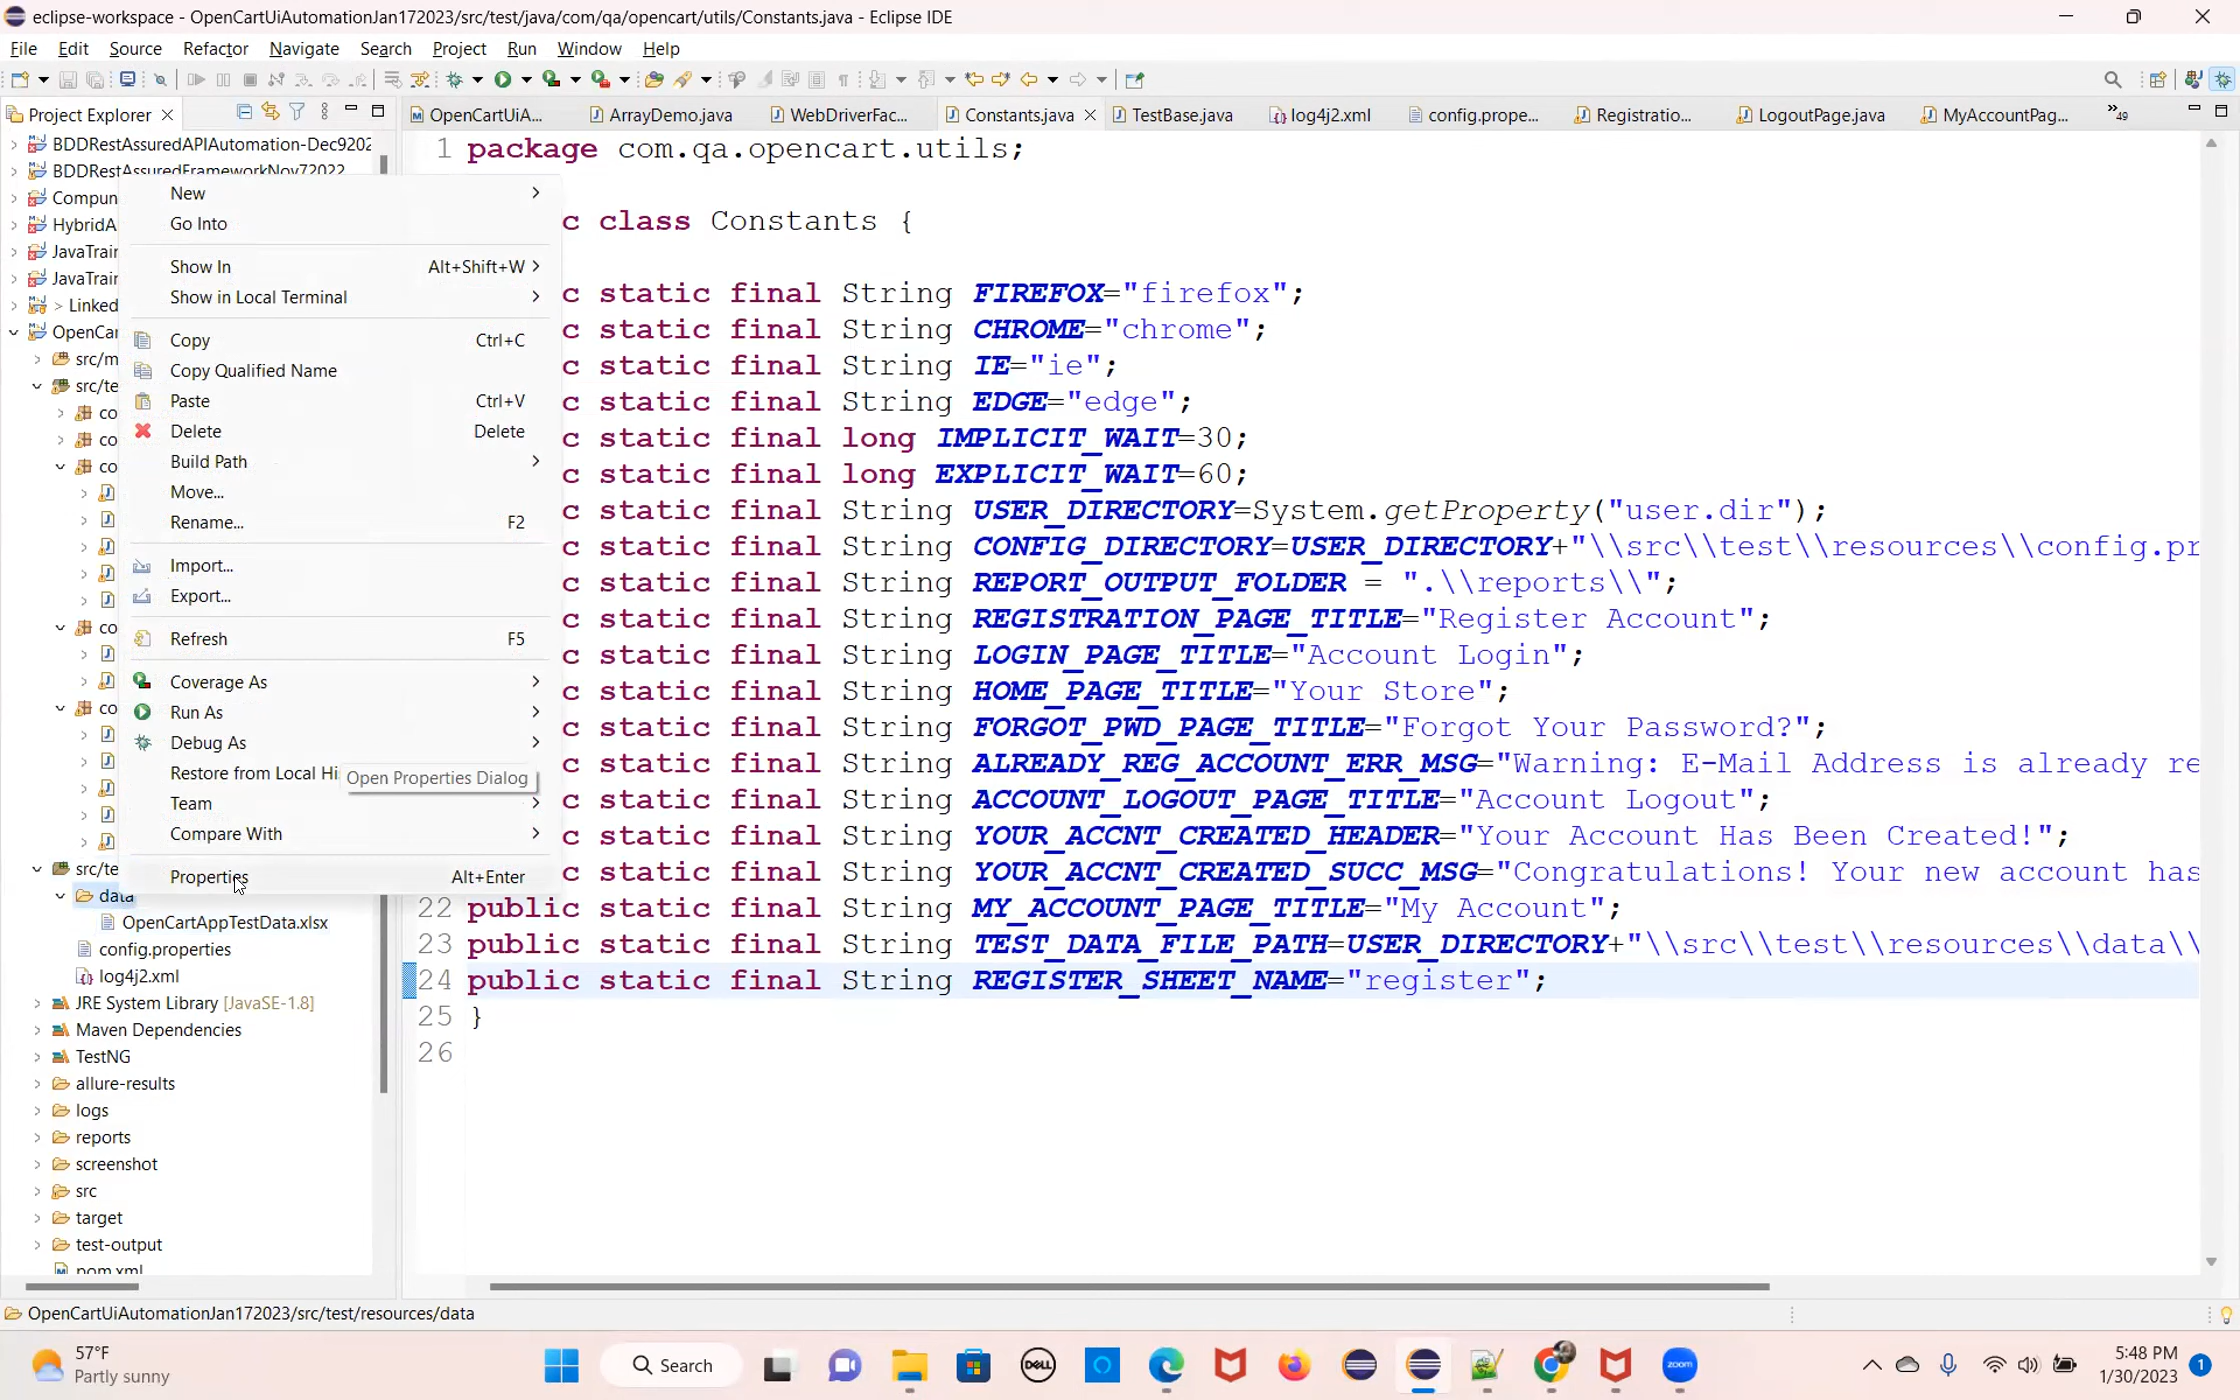 eclipse-workspace - OpenCartUiAutomationJan172023/src/test/java/com/qa/opencart/utils/Constants.java - Eclipse IDE
File Edit Source Refactor Navigate Search Project Run Window Help
Project Explorer
OpenCartUiA... ArrayDemo.java WebDriverFac... Constants.java TestBase.java log4j2.xml config.prope... Registratio... LogoutPage.java MyAccountPag... »49
BDDRestAssuredAPIAutomation-Dec9202
BDDRestAssuredFrameworkNov72022
Compun
HybridA
JavaTrain
JavaTrain
> Linked
OpenCar
src/m
src/te
co
co
co
co
co
src/te
data
OpenCartAppTestData.xlsx
config.properties
log4j2.xml
JRE System Library [JavaSE-1.8]
Maven Dependencies
TestNG
allure-results
logs
reports
screenshot
src
target
test-output
pom.xml
New
Go Into
Show In Alt+Shift+W
Show in Local Terminal
Copy Ctrl+C
Copy Qualified Name
Paste Ctrl+V
Delete Delete
Build Path
Move...
Rename... F2
Import...
Export...
Refresh F5
Coverage As
Run As
Debug As
Restore from Local Hi
Open Properties Dialog
Team
Compare With
Properties Alt+Enter
1 package com.qa.opencart.utils;
c class Constants {
c static final String FIREFOX="firefox";
c static final String CHROME="chrome";
c static final String IE="ie";
c static final String EDGE="edge";
c static final long IMPLICIT_WAIT=30;
c static final long EXPLICIT_WAIT=60;
c static final String USER_DIRECTORY=System.getProperty("user.dir");
c static final String CONFIG_DIRECTORY=USER_DIRECTORY+"\\src\\test\\resources\\config.pr
c static final String REPORT_OUTPUT_FOLDER = ".\\reports\\";
c static final String REGISTRATION_PAGE_TITLE="Register Account";
c static final String LOGIN_PAGE_TITLE="Account Login";
c static final String HOME_PAGE_TITLE="Your Store";
c static final String FORGOT_PWD_PAGE_TITLE="Forgot Your Password?";
c static final String ALREADY_REG_ACCOUNT_ERR_MSG="Warning: E-Mail Address is already re
c static final String ACCOUNT_LOGOUT_PAGE_TITLE="Account Logout";
c static final String YOUR_ACCNT_CREATED_HEADER="Your Account Has Been Created!";
c static final String YOUR_ACCNT_CREATED_SUCC_MSG="Congratulations! Your new account has
22 public static final String MY_ACCOUNT_PAGE_TITLE="My Account";
23 public static final String TEST_DATA_FILE_PATH=USER_DIRECTORY+"\\src\\test\\resources\\data\\
24 public static final String REGISTER_SHEET_NAME="register";
25 }
26
OpenCartUiAutomationJan172023/src/test/resources/data
57°F
Partly sunny
Search
DELL
zoom
5:48 PM
1/30/2023
1